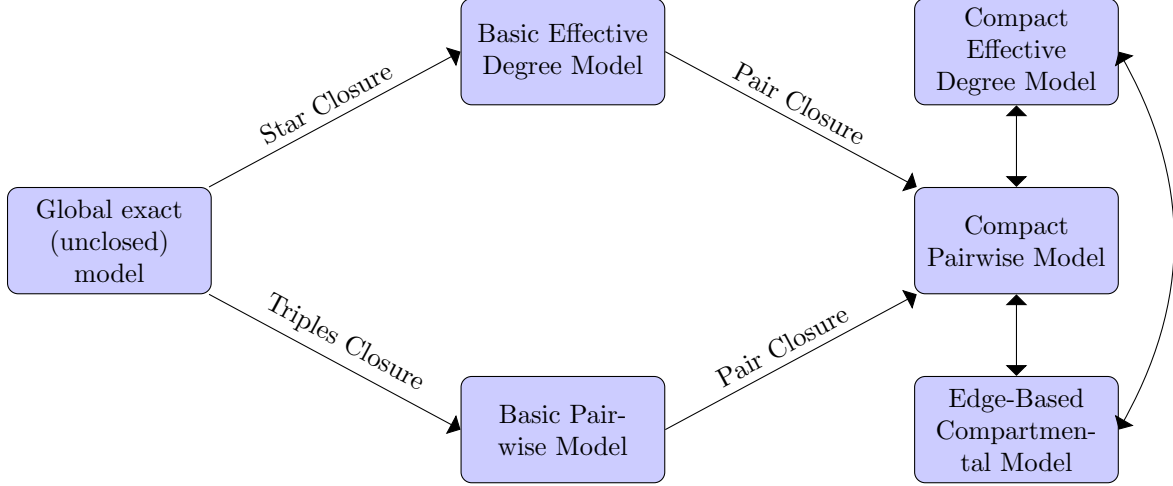 Basic Effective
Degree Model
Compact
Effective
Degree Model
Star Closure
Pair Closure
Global exact
(unclosed)
model
Compact
Pairwise Model
Triples Closure
Pair Closure
Basic Pair-
wise Model
Edge-Based
Compartmen-
tal Model